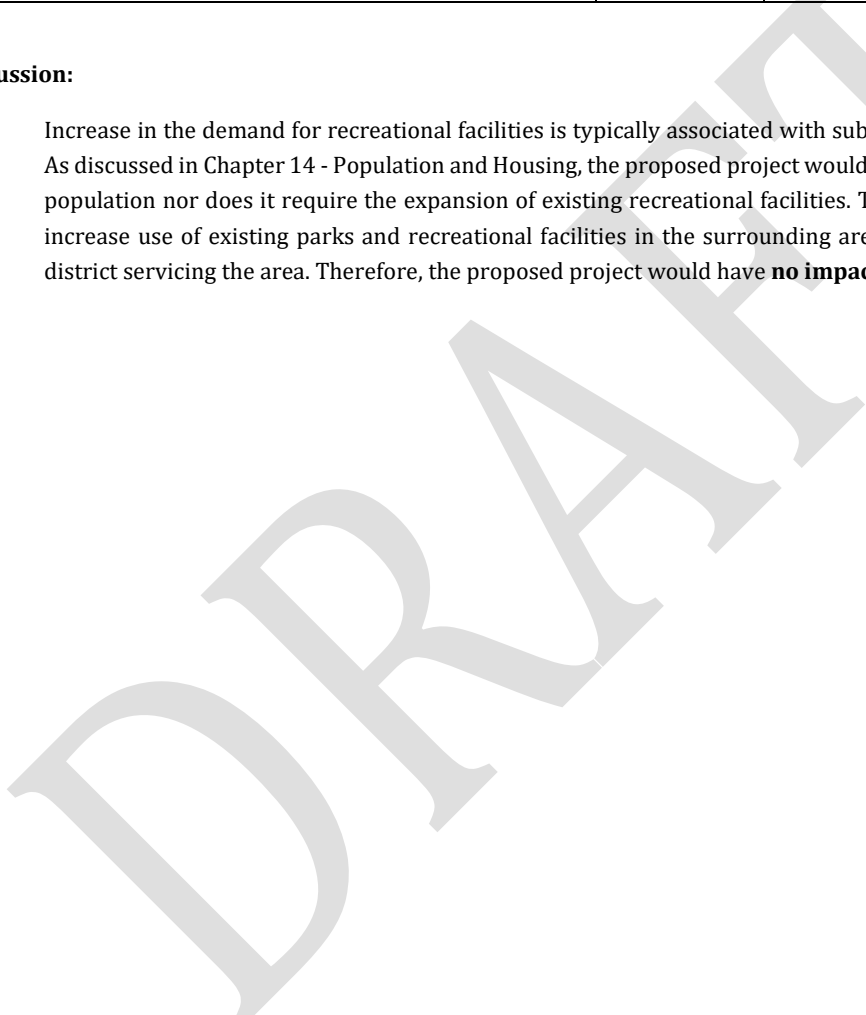 ussion:
Increase in the demand for recreational facilities is typically associated with sub
As discussed in Chapter 14 - Population and Housing, the proposed project would
population nor does it require the expansion of existing recreational facilities. T
increase use of existing parks and recreational facilities in the surrounding are
district servicing the area. Therefore, the proposed project would have no impac
DRAFT